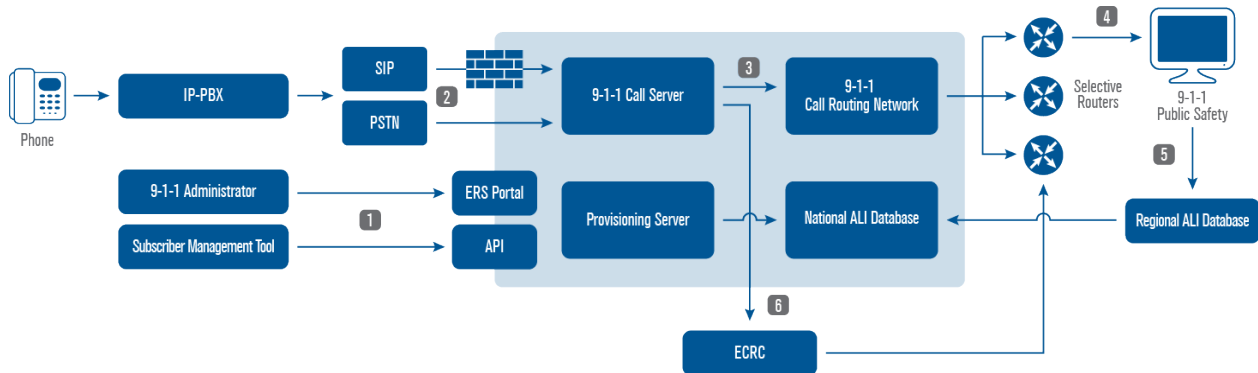 Phone
IP-PBX
SIP
PSTN
2
9-1-1 Call Server
3
9-1-1
Call Routing Network
Selective
Routers
4
9-1-1
Public Safety
5
9-1-1 Administrator
Subscriber Management Tool
1
ERS Portal
API
Provisioning Server
National ALI Database
Regional ALI Database
6
ECRC